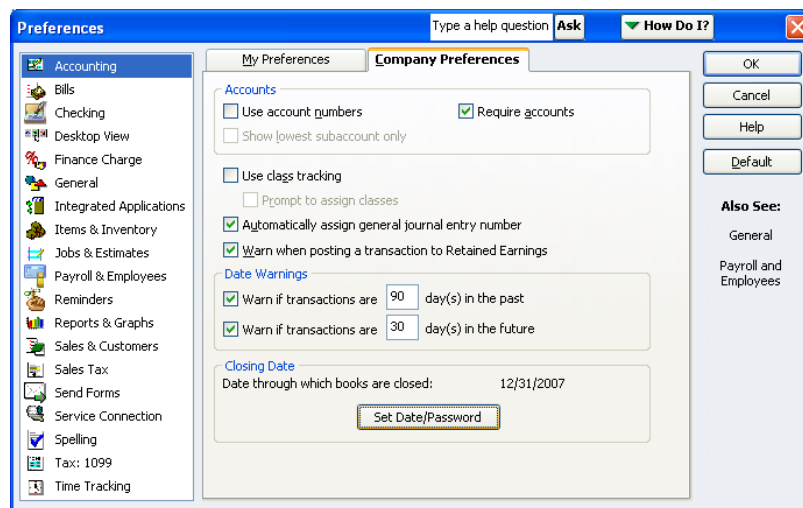 Preferences
Type a help question Ask
How Do I?
Accounting
Bills
Checking
Desktop View
Finance Charge
General
Integrated Applications
Items & Inventory
Jobs & Estimates
Payroll & Employees
Reminders
Reports & Graphs
Sales & Customers
Sales Tax
Send Forms
Service Connection
Spelling
Tax: 1099
Time Tracking
My Preferences
Company Preferences
Accounts
Use account numbers
Require accounts
Show lowest subaccount only
Use class tracking
Prompt to assign classes
Automatically assign general journal entry number
Warn when posting a transaction to Retained Earnings
Date Warnings
Warn if transactions are 90 day(s) in the past
Warn if transactions are 30 day(s) in the future
Closing Date
Date through which books are closed: 12/31/2007
Set Date/Password
OK
Cancel
Help
Default
Also See:
General
Payroll and
Employees